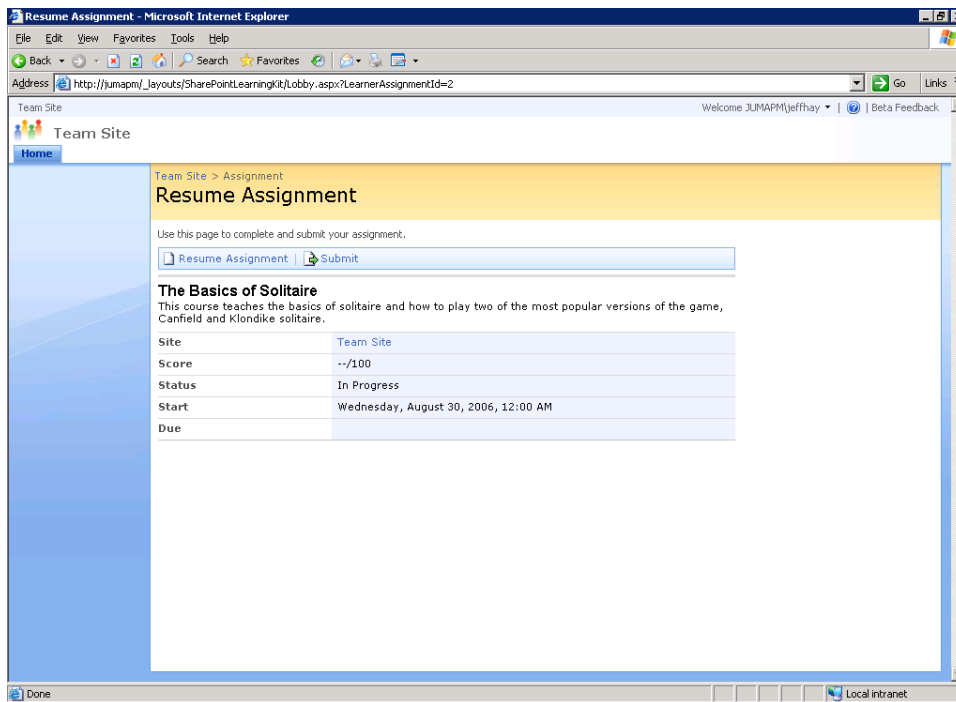 Resume Assignment - Microsoft Internet Explorer
File Edit View Favorites Tools Help
Back Search Favorites
Address http://jumapm/_layouts/SharePointLearningKit/Lobby.aspx?LearnerAssignmentId=2 Go Links
Team Site Welcome JUMAPM\jeffhay | Beta Feedback
Team Site
Home
Team Site > Assignment
Resume Assignment
Use this page to complete and submit your assignment.
Resume Assignment | Submit
The Basics of Solitaire
This course teaches the basics of solitaire and how to play two of the most popular versions of the game,
Canfield and Klondike solitaire.
Site Team Site
Score --/100
Status In Progress
Start Wednesday, August 30, 2006, 12:00 AM
Due
Done Local intranet